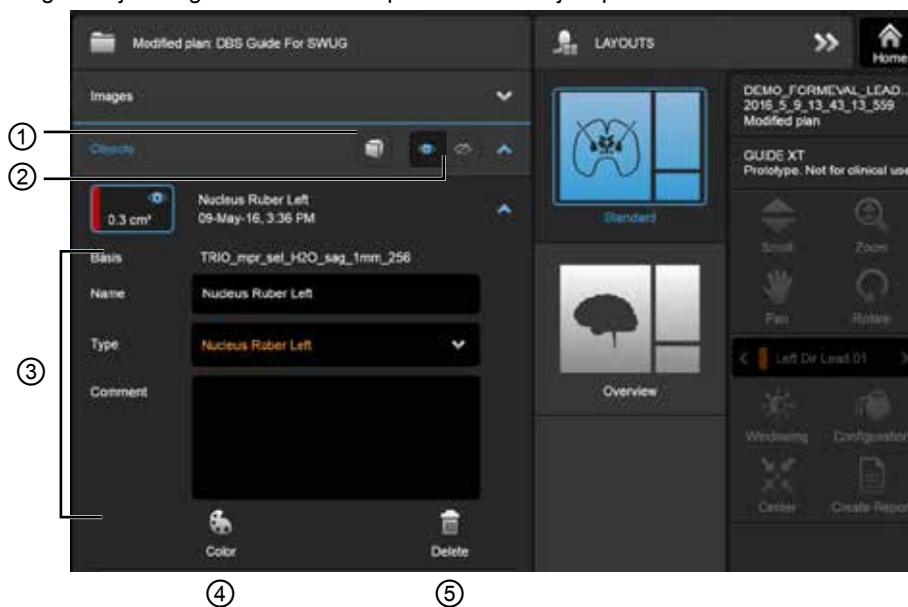 Modified plan: DBS Guide For SWUG
LAYOUTS
Home
Images
DEMO_FORMEVAL_LEAD...
2016_5_9_13_43_13_559
Modified plan
①
Objects
②
GUIDE XT
Prototype. Not for clinical use
0.3 cm³
Nucleus Ruber Left
09-May-16, 3:36 PM
Standard
Scroll
Zoom
Basis
TRIO_mpr_sel_H2O_sag_1mm_256
Name
Nucleus Ruber Left
Pan
Rotate
Type
Nucleus Ruber Left
Left Dir Lead 01
③
Comment
Overview
Windowing
Configuration
Center
Create Report
Color
Delete
④
⑤